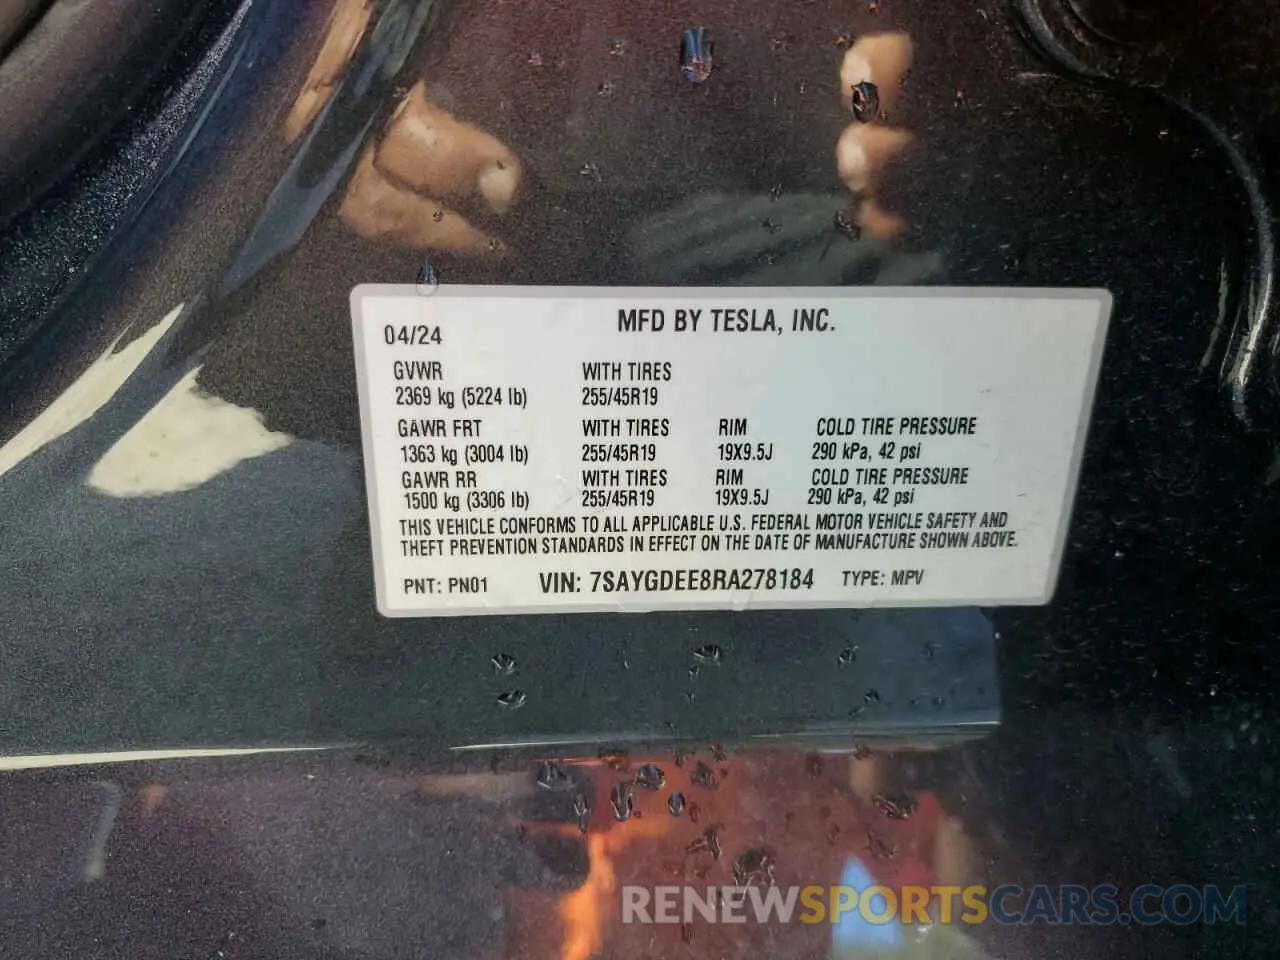 MFD BY TESLA, INC.
04/24
GVWR WITH TIRES
2369 kg (5224 lb) 255/45R19
GAWR FRT WITH TIRES RIM COLD TIRE PRESSURE
1363 kg (3004 lb) 255/45R19 19X9.5J 290 kPa, 42 psi
GAWR RR WITH TIRES RIM COLD TIRE PRESSURE
1500 kg (3306 lb) 255/45R19 19X9.5J 290 kPa, 42 psi
THIS VEHICLE CONFORMS TO ALL APPLICABLE U.S. FEDERAL MOTOR VEHICLE SAFETY AND
THEFT PREVENTION STANDARDS IN EFFECT ON THE DATE OF MANUFACTURE SHOWN ABOVE.
PNT: PN01 VIN: 7SAYGDEE8RA278184 TYPE: MPV
RENEWSPORTSCARS.COM